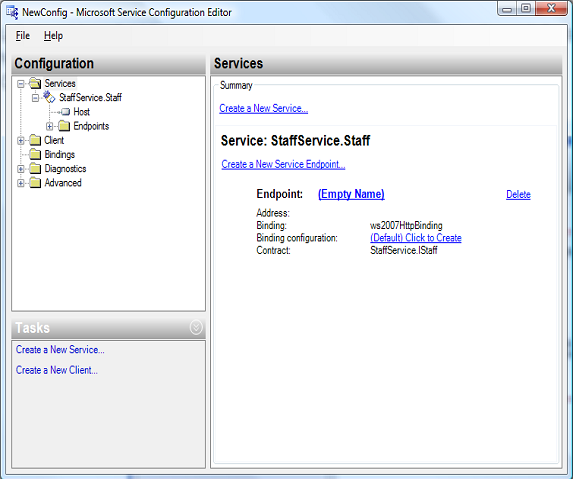 NewConfig - Microsoft Service Configuration Editor
File Help
Configuration
Services
StaffService.Staff
Host
Endpoints
Client
Bindings
Diagnostics
Advanced
Tasks
Create a New Service...
Create a New Client...
Services
Summary
Create a New Service...
Service: StaffService.Staff
Create a New Service Endpoint...
Endpoint: (Empty Name) Delete
Address:
Binding: ws2007HttpBinding
Binding configuration: (Default) Click to Create
Contract: StaffService.IStaff